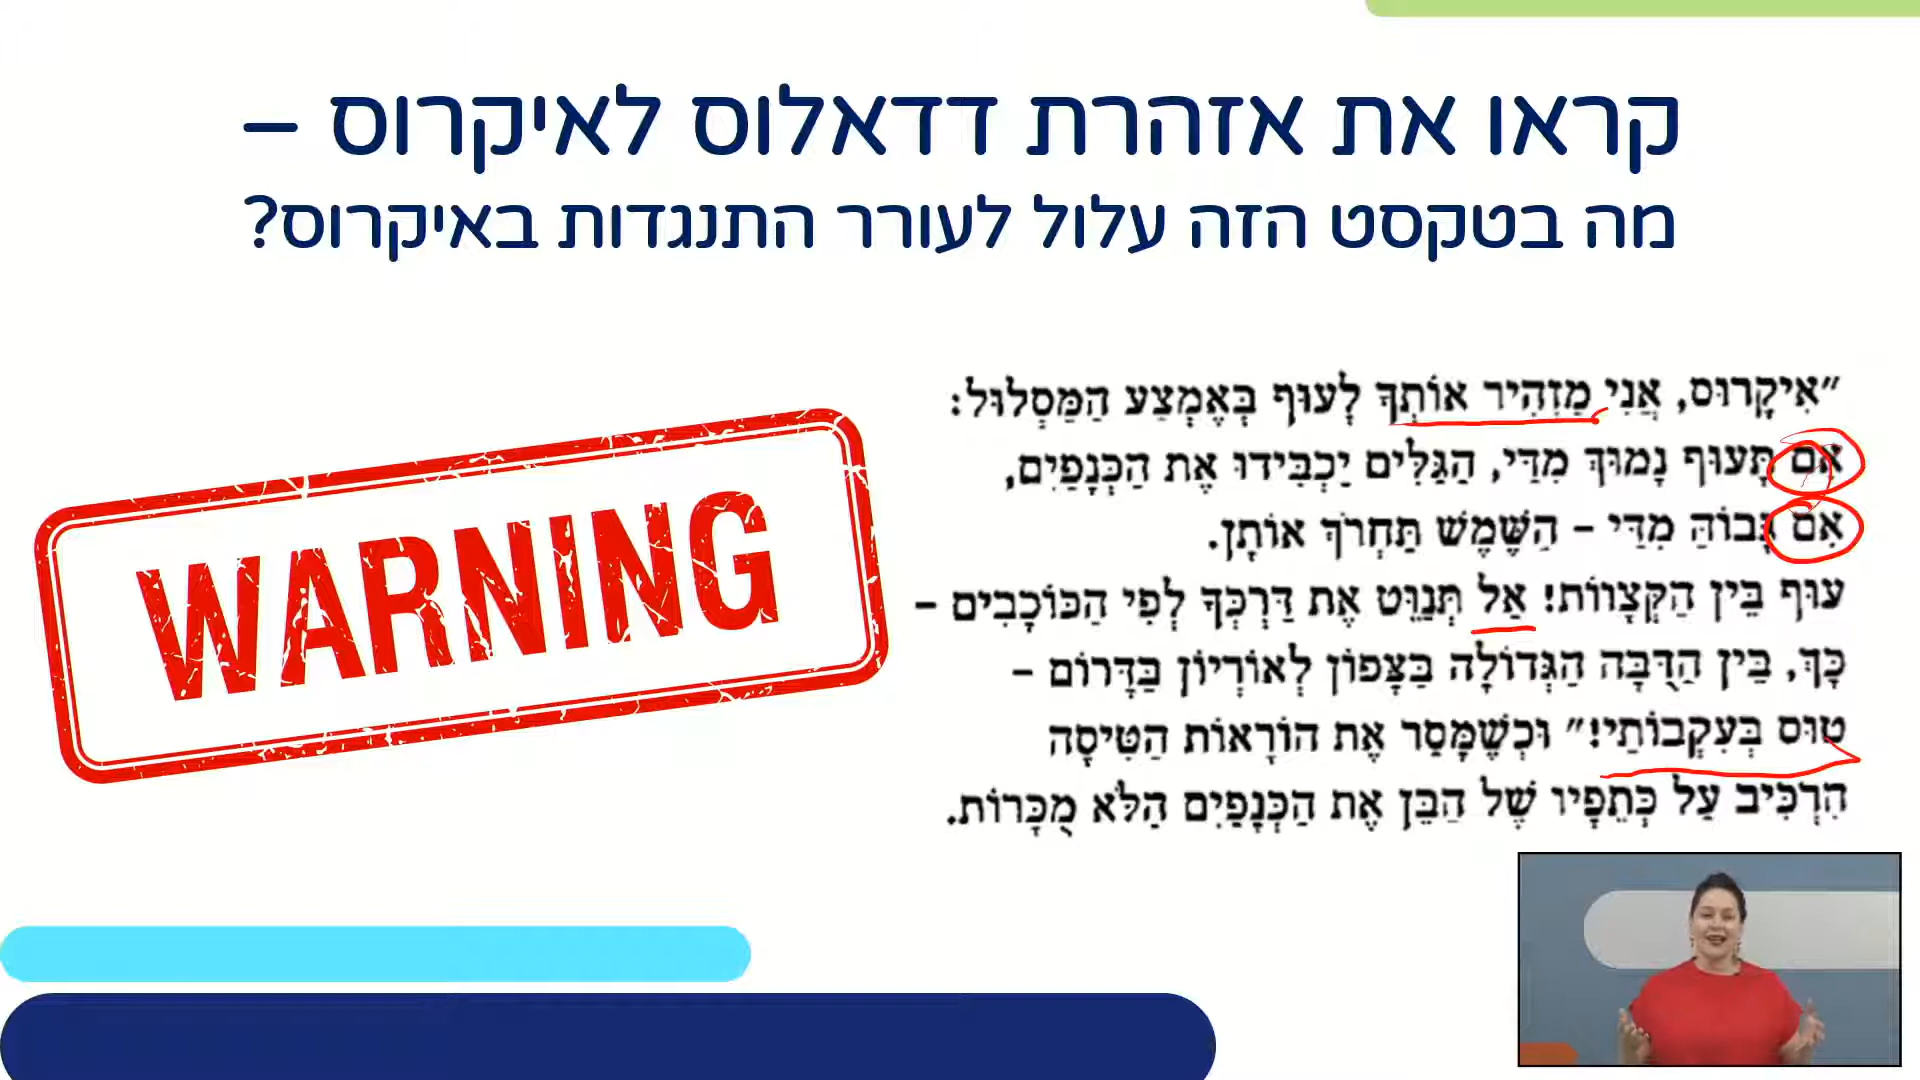 קראו את אזהרת דדאלוס לאיקרוס –
מה בטקסט הזה עלול לעורר התנגדות באיקרוס?
"אִיקָרוּס, אֲנִי מַזְהִיר אוֹתְךָ לָעוּף בְּאֶמְצַע הַמַּסְלוּל:
אִם תָּעוּף נָמוּךְ מִדַּי, הַגַּלִּים יַכְבִּידוּ אֶת הַכְּנָפַיִם,
אִם גָּבוֹהַּ מִדַּי – הַשֶּׁמֶשׁ תַּחְרֹךְ אוֹתָן.
עוּף בֵּין הַקְּצָווֹת! אַל תְּנַוֵּט אֶת דַּרְכְּךָ לְפִי הַכּוֹכָבִים –
כָּךְ, בֵּין הַדֻּבָּה הַגְּדוֹלָה בַּצָּפוֹן לְאוֹרְיוֹן בַּדָּרוֹם –
טוּס בְּעִקְבוֹתַי!" וּכְשֶׁמָּסַר אֶת הוֹרָאוֹת הַטִּיסָה
הִרְכִּיב עַל כְּתֵפָיו שֶׁל הַבֵּן אֶת הַכְּנָפַיִם הַלֹּא מֻכָּרוֹת.
WARNING